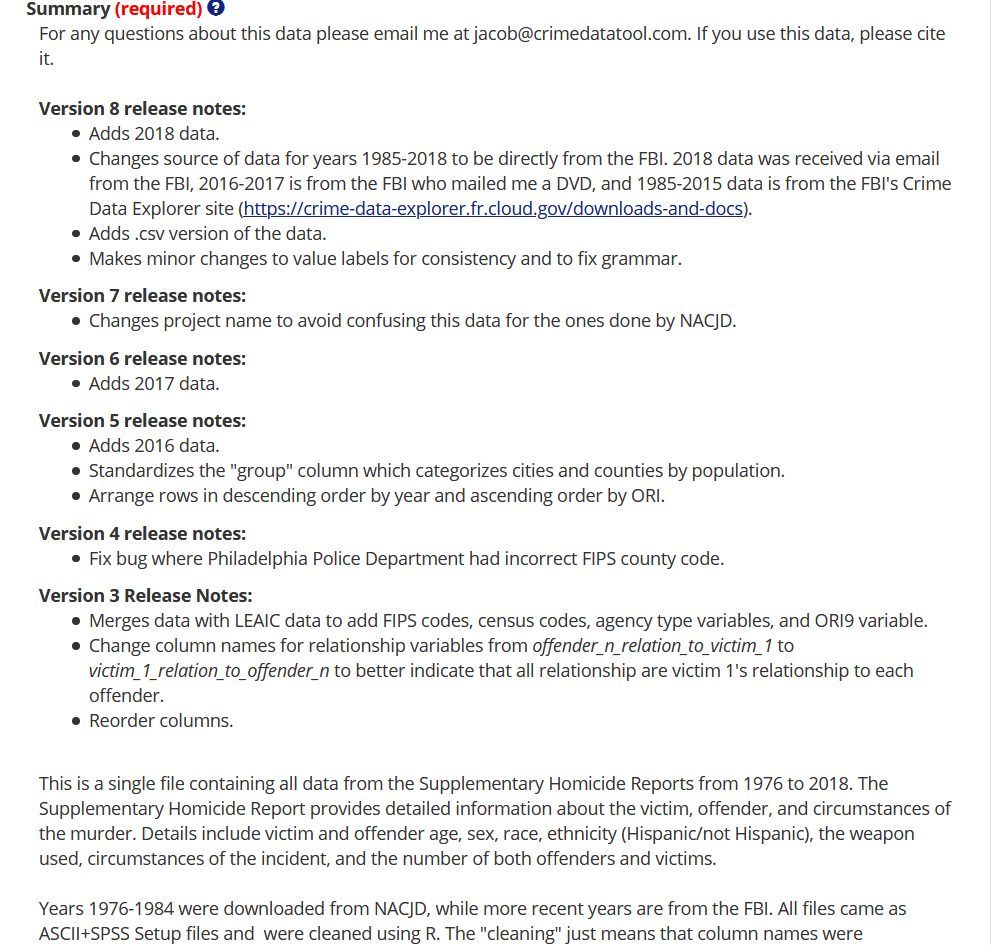 Summary (required) ?
For any questions about this data please email me at jacob@crimedatatool.com. If you use this data, please cite
it.
Version 8 release notes:
• Adds 2018 data.
• Changes source of data for years 1985-2018 to be directly from the FBI. 2018 data was received via email
from the FBI, 2016-2017 is from the FBI who mailed me a DVD, and 1985-2015 data is from the FBI's Crime
Data Explorer site (https://crime-data-explorer.fr.cloud.gov/downloads-and-docs).
• Adds .csv version of the data.
• Makes minor changes to value labels for consistency and to fix grammar.
Version 7 release notes:
• Changes project name to avoid confusing this data for the ones done by NACJD.
Version 6 release notes:
• Adds 2017 data.
Version 5 release notes:
• Adds 2016 data.
• Standardizes the "group" column which categorizes cities and counties by population.
• Arrange rows in descending order by year and ascending order by ORI.
Version 4 release notes:
• Fix bug where Philadelphia Police Department had incorrect FIPS county code.
Version 3 Release Notes:
• Merges data with LEAIC data to add FIPS codes, census codes, agency type variables, and ORI9 variable.
• Change column names for relationship variables from offender_n_relation_to_victim_1 to
victim_1_relation_to_offender_n to better indicate that all relationship are victim 1's relationship to each
offender.
• Reorder columns.
This is a single file containing all data from the Supplementary Homicide Reports from 1976 to 2018. The
Supplementary Homicide Report provides detailed information about the victim, offender, and circumstances of
the murder. Details include victim and offender age, sex, race, ethnicity (Hispanic/not Hispanic), the weapon
used, circumstances of the incident, and the number of both offenders and victims.
Years 1976-1984 were downloaded from NACJD, while more recent years are from the FBI. All files came as
ASCII+SPSS Setup files and  were cleaned using R. The "cleaning" just means that column names were